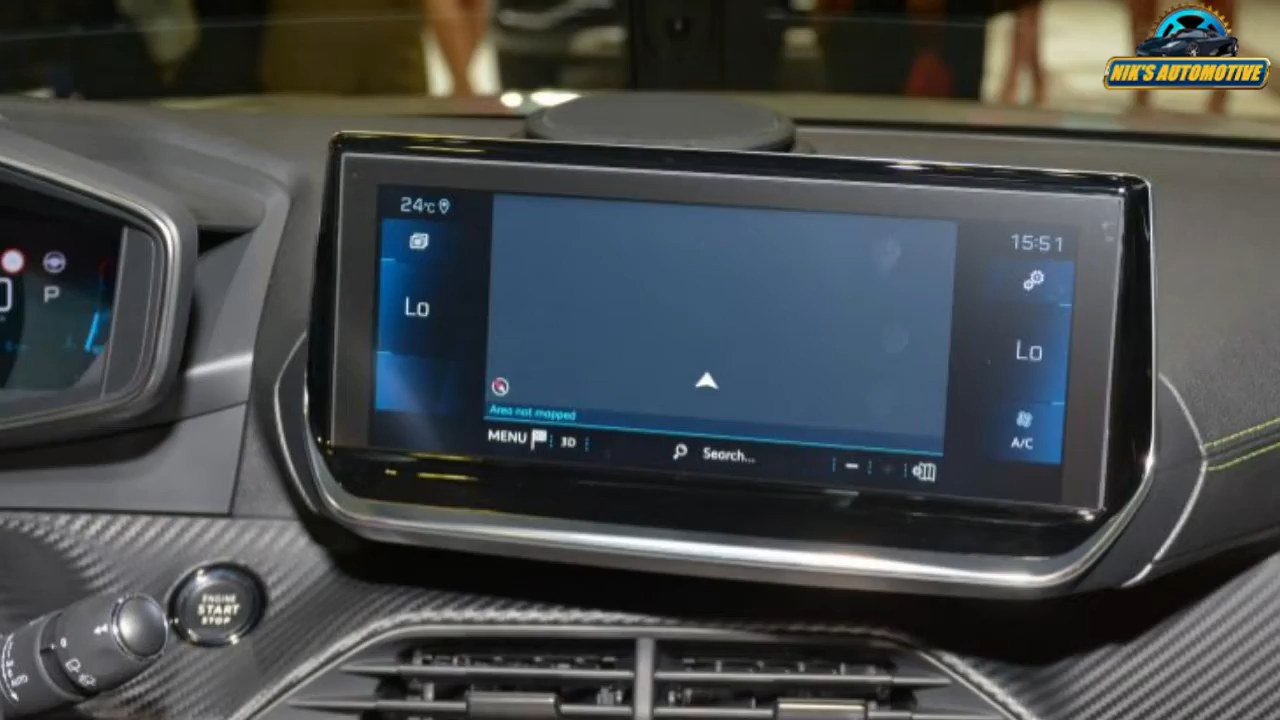 NIK'S AUTOMOTIVE
24°C
15:51
Lo
Lo
P
A/C
Area not mapped
MENU
3D
Search...
ENGINE
START
STOP